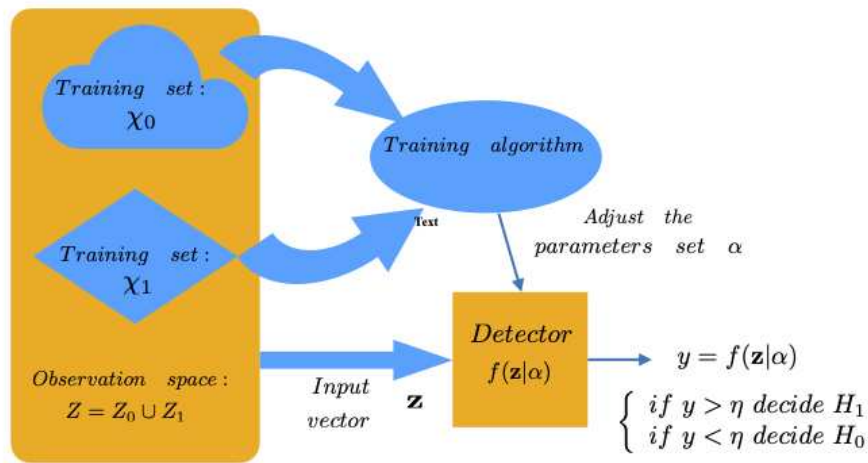 Training set :
χ₀
Training algorithm
Text
Adjust the
parameters set α
Training set :
χ₁
Detector
f(z|α)
y = f(z|α)
Observation space :
Z = Z₀ ∪ Z₁
Input
vector
z
{ if y > η decide H₁
if y < η decide H₀